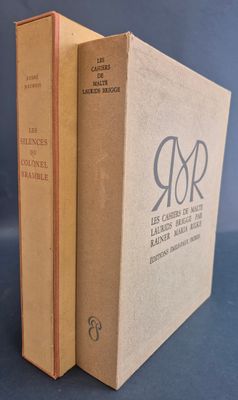 ANDRÉ
MAUROIS
LES
SILENCES
DU
COLONEL
BRAMBLE
LES
CAHIERS
DE
MALTE
LAURIDS BRIGGE
RMR
LES CAHIERS DE MALTE
LAURIDS BRIGGE PAR
RAINER MARIA RILKE
ÉDITIONS ÉMILE-PAUL FRÈRES